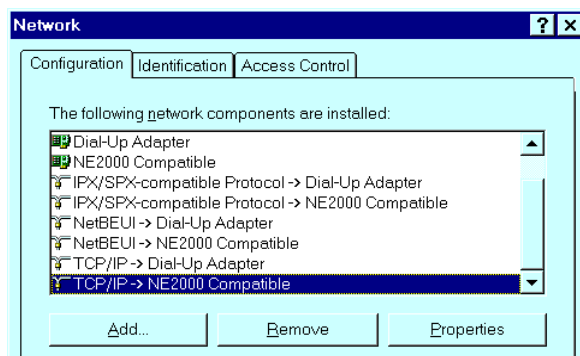 Network
Configuration Identification Access Control
The following network components are installed:
Dial-Up Adapter
NE2000 Compatible
IPX/SPX-compatible Protocol -> Dial-Up Adapter
IPX/SPX-compatible Protocol -> NE2000 Compatible
NetBEUI -> Dial-Up Adapter
NetBEUI -> NE2000 Compatible
TCP/IP -> Dial-Up Adapter
TCP/IP -> NE2000 Compatible
Add... Remove Properties